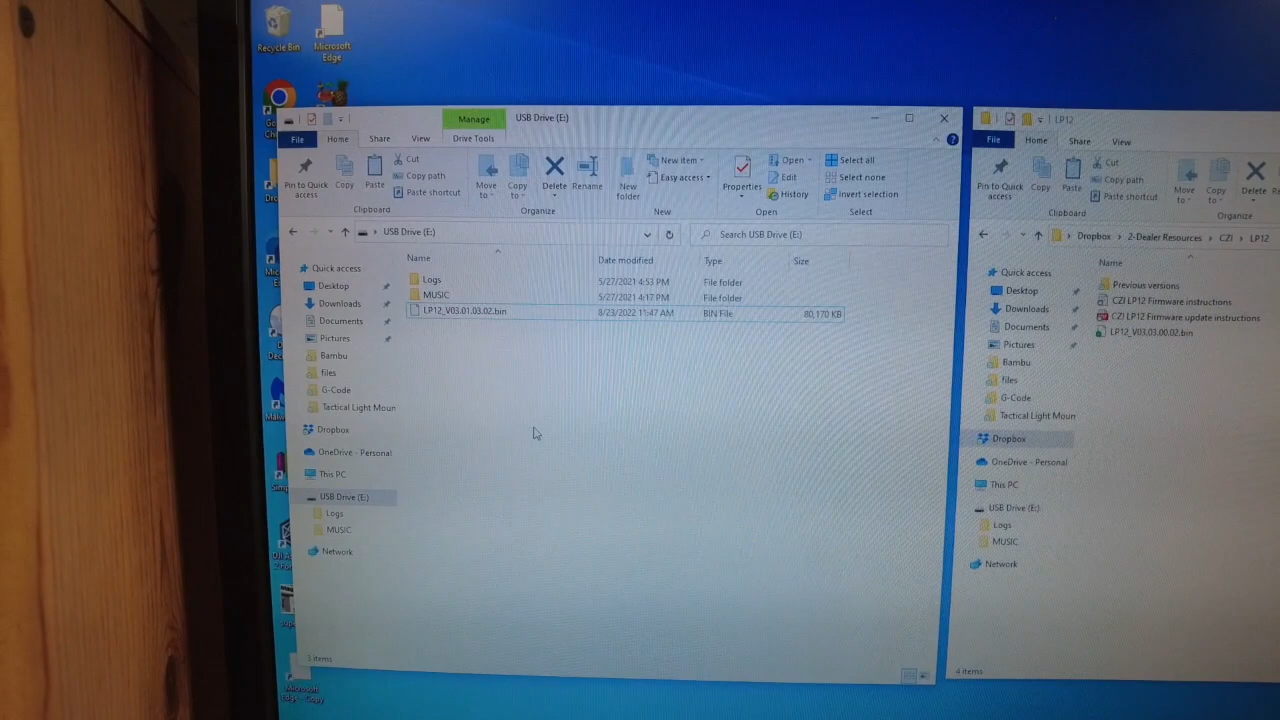 Recycle Bin
Microsoft
Edge
Manage
USB Drive (E:)
File
Home
Share
View
Drive Tools
Pin to Quick
access
Copy
Paste
Cut
Copy path
Paste shortcut
Clipboard
Move
to
Copy
to
Delete
Rename
Organize
New
folder
New item
Easy access
New
Properties
Open
Edit
History
Open
Select all
Select none
Invert selection
Select
USB Drive (E:)
Search USB Drive (E:)
Name
Date modified
Type
Size
Logs
5/27/2021 4:53 PM
File folder
MUSIC
5/27/2021 4:17 PM
File folder
LP12_V03.01.03.02.bin
8/23/2022 11:47 AM
BIN File
80,170 KB
Quick access
Desktop
Downloads
Documents
Pictures
Bambu
files
G-Code
Tactical Light Moun
Dropbox
OneDrive - Personal
This PC
USB Drive (E:)
Logs
MUSIC
Network
3 items
Microsoft
Edge - Copy
LP12
File
Home
Share
View
Pin to Quick
access
Copy
Paste
Cut
Copy path
Paste shortcut
Clipboard
Move
to
Copy
to
Delete
Organize
Dropbox
2-Dealer Resources
CZI
LP12
Name
Previous versions
CZI LP12 Firmware instructions
CZI LP12 Firmware update instructions
LP12_V03.03.00.02.bin
Quick access
Desktop
Downloads
Documents
Pictures
Bambu
files
G-Code
Tactical Light Moun
Dropbox
OneDrive - Personal
This PC
USB Drive (E:)
Logs
MUSIC
Network
4 items